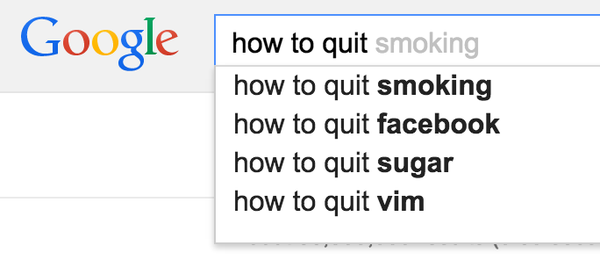 Google
how to quit smoking
how to quit smoking
how to quit facebook
how to quit sugar
how to quit vim